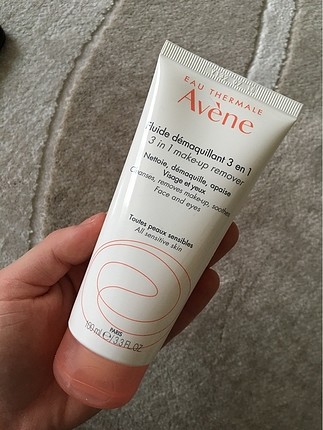 EAU THERMALE
Avène
Fluide démaquillant 3 en 1
3 in 1 make-up remover
Nettoie, démaquille, apaise
Visage et yeux
Cleanses, removes make-up, soothes
Face and eyes
Toutes peaux sensibles
All sensitive skin
PARIS
100 ml ℮/3.3 FL.OZ